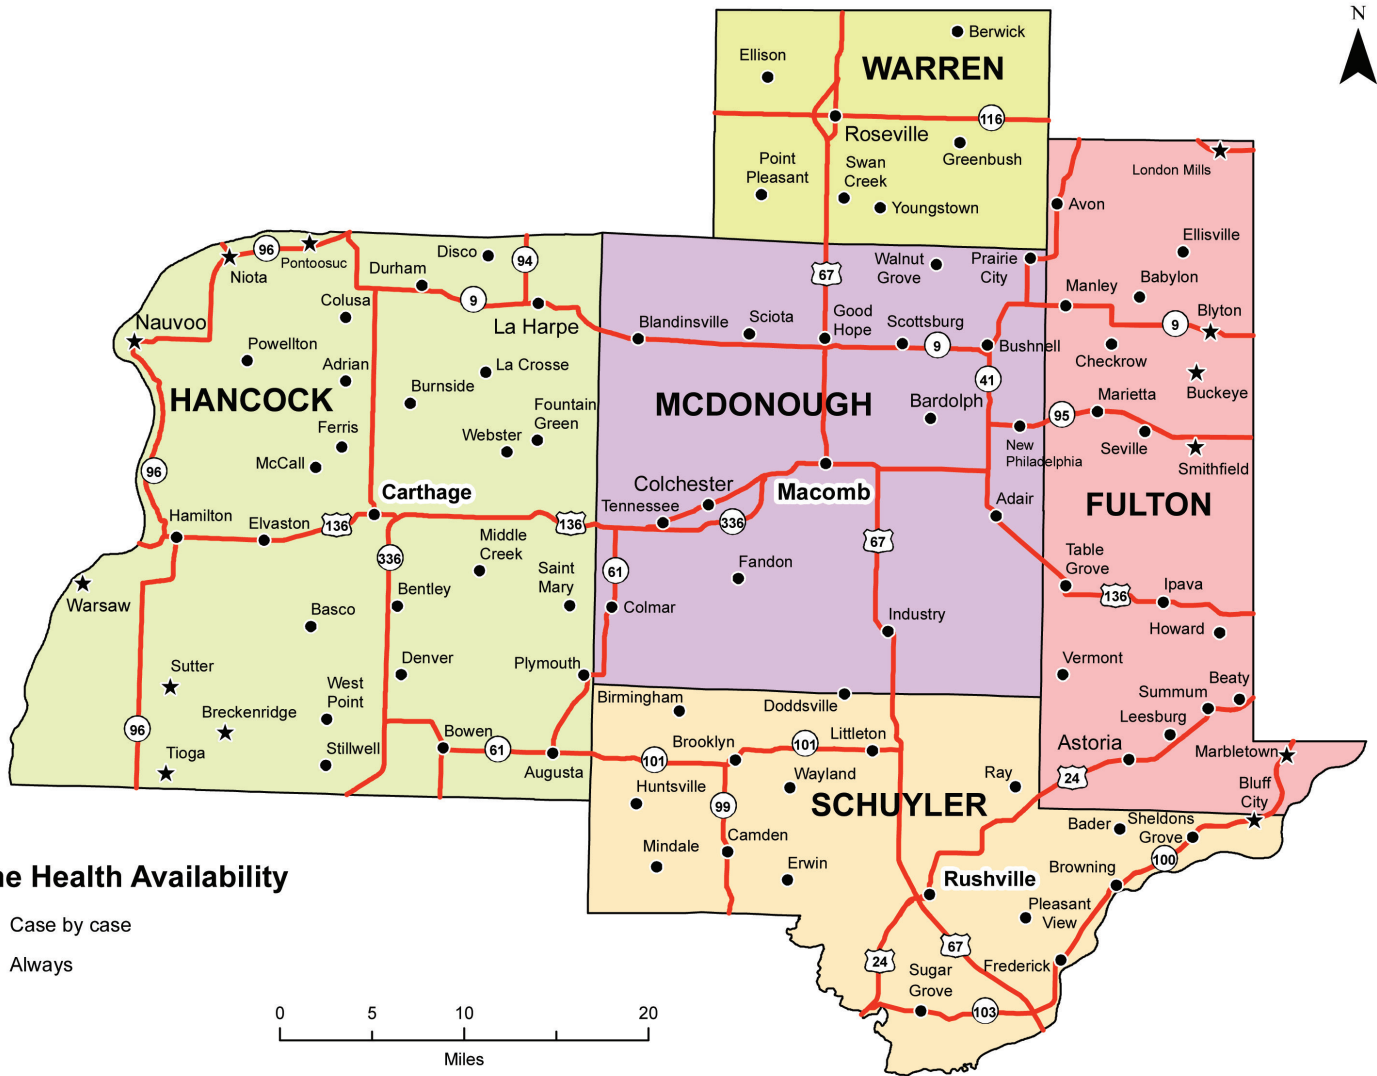 N
Berwick
Ellison
WARREN
116
Roseville
Greenbush
Point
Pleasant
Swan
Creek
Youngstown
London Mills
Avon
Ellisville
Babylon
Manley
Blyton
9
Checkrow
Buckeye
Marietta
95
Seville
Smithfield
FULTON
Table
Grove
136
Ipava
Howard
Vermont
Beaty
Summum
Leesburg
Astoria
24
Marbletown
Bluff
City
96
Niota
Pontoosuc
Disco
94
Durham
9
Colusa
La Harpe
Nauvoo
Powellton
Adrian
La Crosse
Burnside
HANCOCK
Fountain
Green
Ferris
Webster
McCall
96
Carthage
Hamilton
Elvaston
136
136
336
Middle
Creek
Saint
Mary
Bentley
Warsaw
Basco
Denver
Plymouth
Sutter
West
Point
Breckenridge
96
Tioga
Stillwell
Bowen
61
Augusta
67
Walnut
Grove
Prairie
City
Blandinsville
Sciota
Good
Hope
Scottsburg
9
Bushnell
41
MCDONOUGH
Bardolph
New
Philadelphia
Colchester
Macomb
Tennessee
336
Adair
67
61
Fandon
Colmar
Industry
Birmingham
Doddsville
Brooklyn
101
Littleton
101
Huntsville
Wayland
Ray
99
SCHUYLER
Camden
Mindale
Erwin
Bader
Sheldons
Grove
100
Browning
Rushville
Pleasant
View
67
24
Frederick
Sugar
Grove
103
ne Health Availability
Case by case
Always
0
5
10
20
Miles